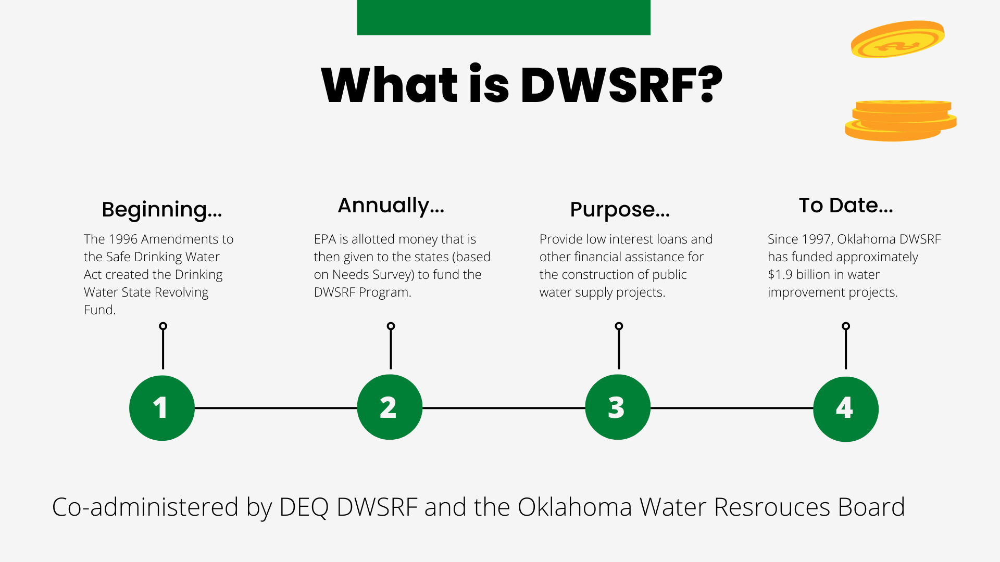 What is DWSRF?
Beginning...
The 1996 Amendments to
the Safe Drinking Water
Act created the Drinking
Water State Revolving
Fund.
Annually...
EPA is allotted money that is
then given to the states (based
on Needs Survey) to fund the
DWSRF Program.
Purpose...
Provide low interest loans and
other financial assistance for
the construction of public
water supply projects.
To Date...
Since 1997, Oklahoma DWSRF
has funded approximately
$1.9 billion in water
improvement projects.
1
2
3
4
Co-administered by DEQ DWSRF and the Oklahoma Water Resrouces Board